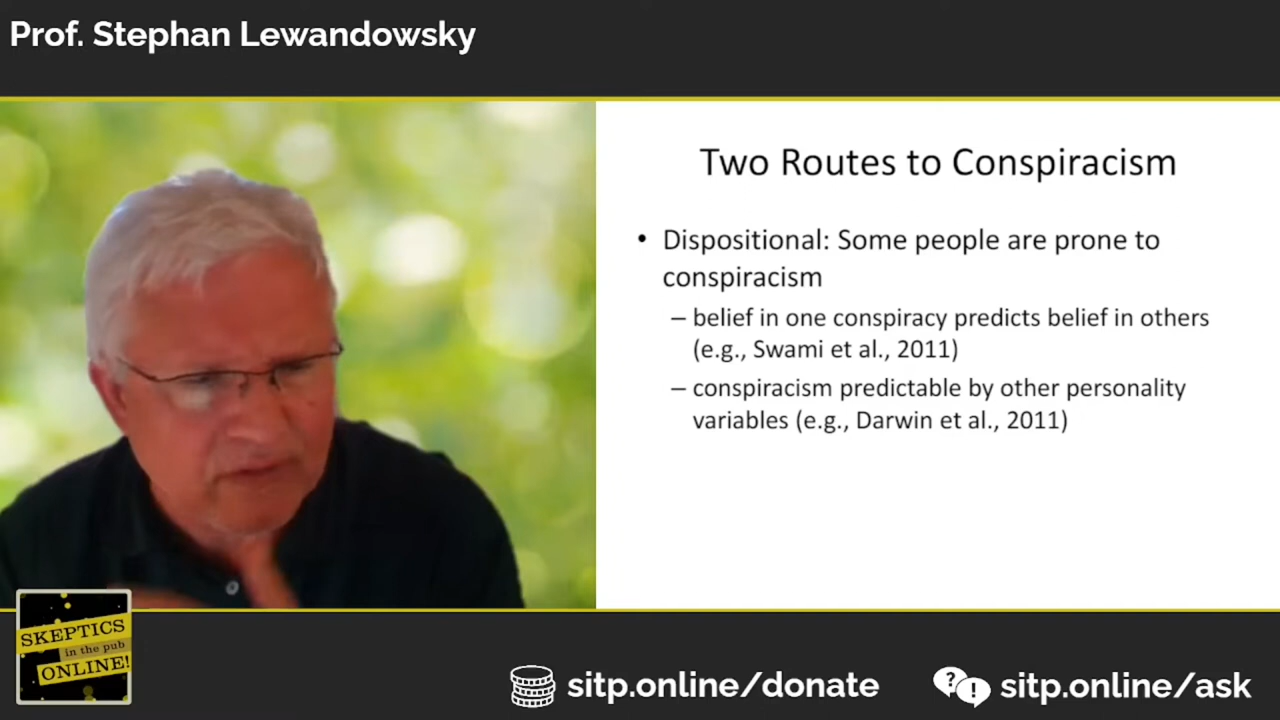 Prof. Stephan Lewandowsky
Two Routes to Conspiracism
• Dispositional: Some people are prone to
conspiracism
– belief in one conspiracy predicts belief in others
(e.g., Swami et al., 2011)
– conspiracism predictable by other personality
variables (e.g., Darwin et al., 2011)
SKEPTICS
in the pub
ONLINE!
sitp.online/donate
?!
sitp.online/ask